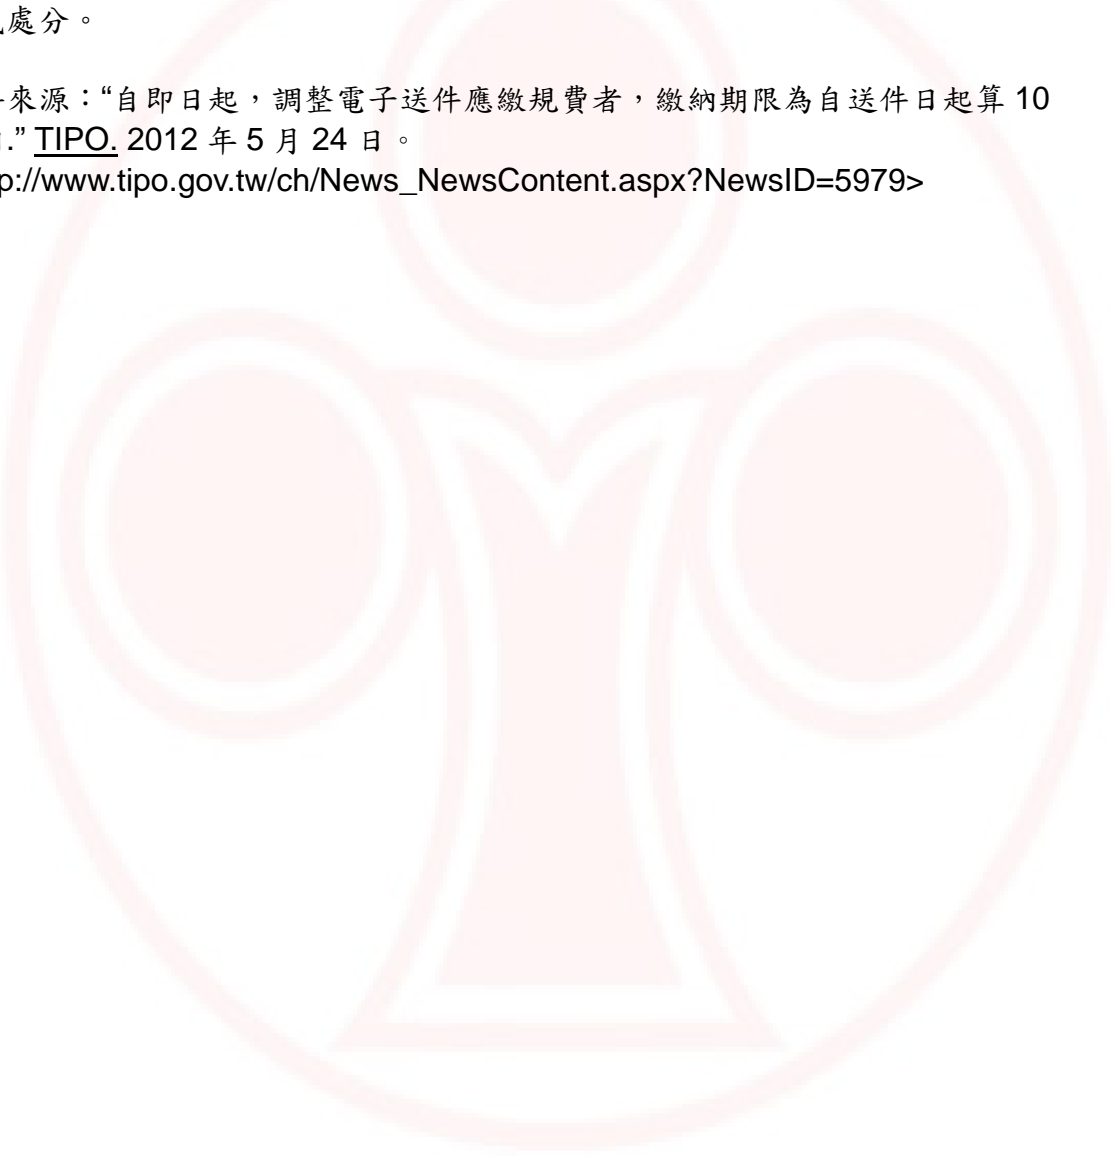 處分。
來源：“自即日起，調整電子送件應繳規費者，繳納期限為自送件日起算 10
.” TIPO. 2012 年 5 月 24 日。
p://www.tipo.gov.tw/ch/News_NewsContent.aspx?NewsID=5979>